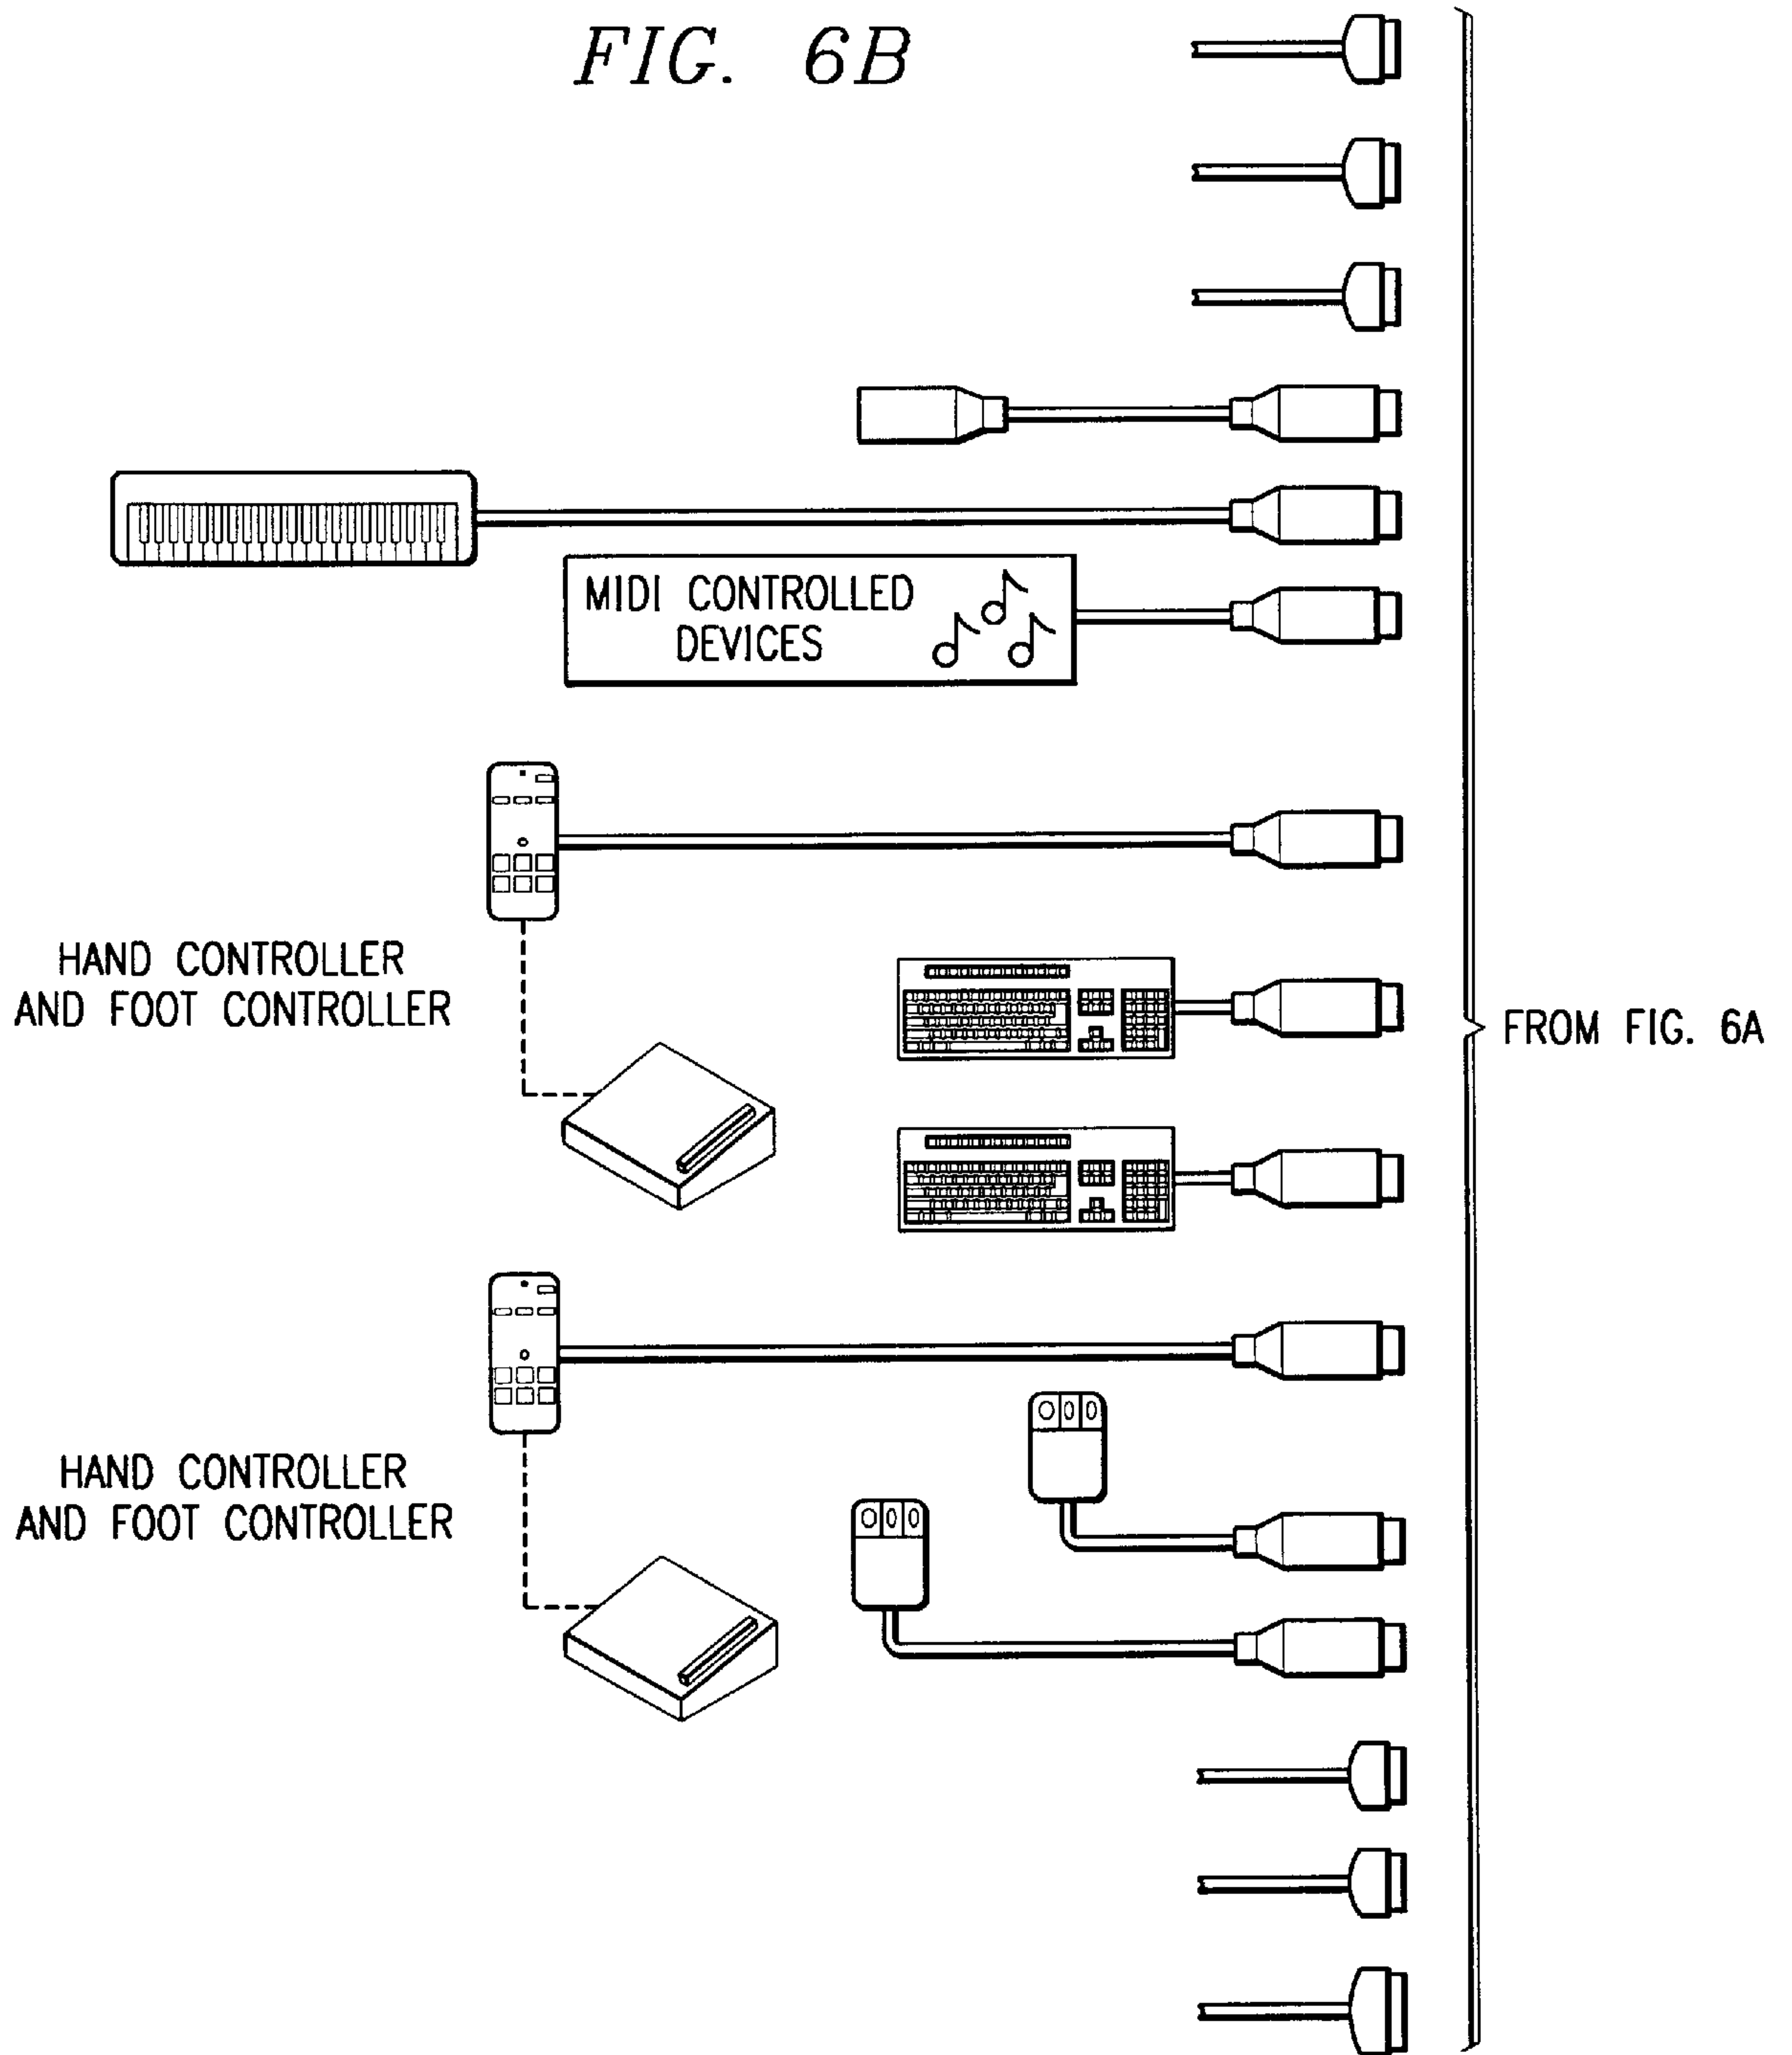 FIG. 6B
MIDI CONTROLLED
DEVICES
HAND CONTROLLER
AND FOOT CONTROLLER
FROM FIG. 6A
HAND CONTROLLER
AND FOOT CONTROLLER